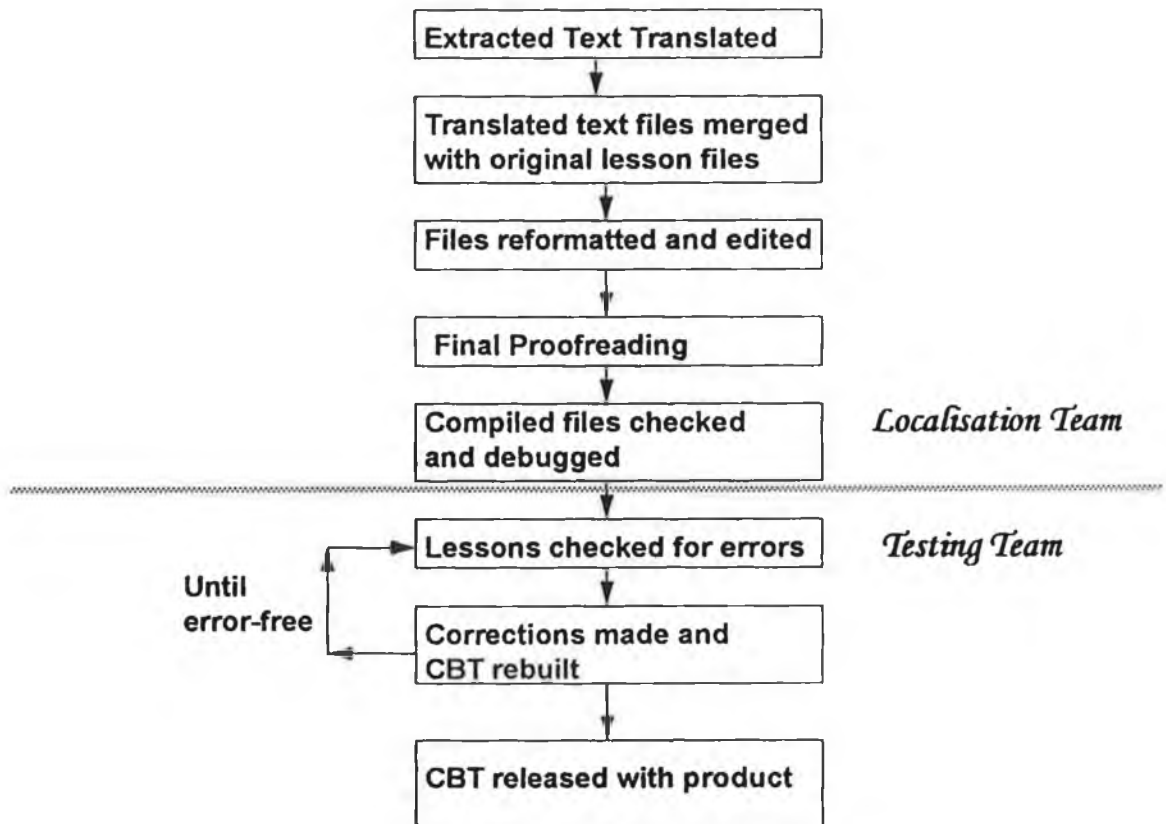 Extracted Text Translated
Translated text files merged
with original lesson files
Files reformatted and edited
Final Proofreading
Compiled files checked
and debugged
Localisation Team
Lessons checked for errors
Testing Team
Until
error-free
Corrections made and
CBT rebuilt
CBT released with product